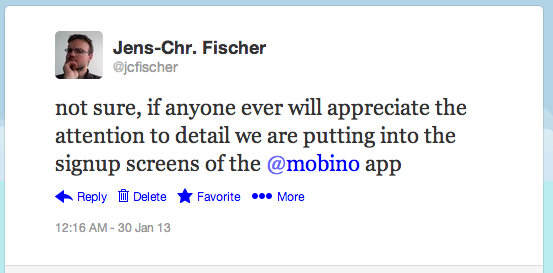 Jens-Chr. Fischer
@jcfischer
not sure, if anyone ever will appreciate the
attention to detail we are putting into the
signup screens of the @mobino app
Reply Delete Favorite More
12:16 AM - 30 Jan 13